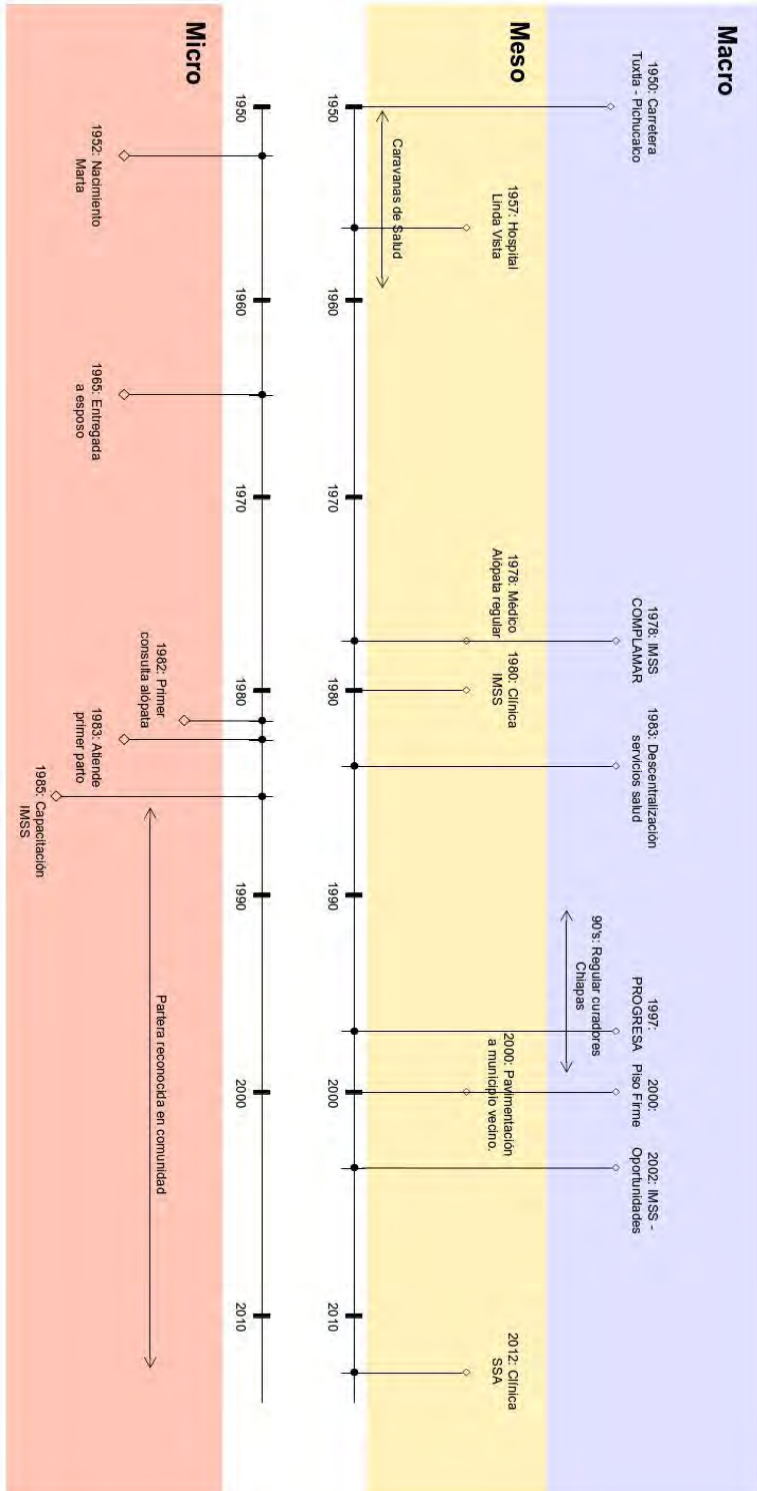 Macro
1950: Carretera
Tuxtla - Pichucalco
1978: IMSS
COMPLAMAR
1983: Descentralización
servicios salud
90's: Regular curadores
Chiapas
1997:
PROGRESA
2000:
Piso Firme
2002: IMSS -
Oportunidades
Meso
1957: Hospital
Linda Vista
Caravanas de Salud
1978: Médico
Alópata regular
1980: Clínica
IMSS
2000: Pavimentación
a municipio vecino.
2012: Clínica
SSA
1950
1960
1970
1980
1990
2000
2010
1950
1960
1970
1980
1990
2000
2010
Micro
1952: Nacimiento
Marta
1965: Entregada
a esposo
1982: Primer
consulta alópata
1983: Atiende
primer parto
1985: Capacitación
IMSS
Partera reconocida en comunidad